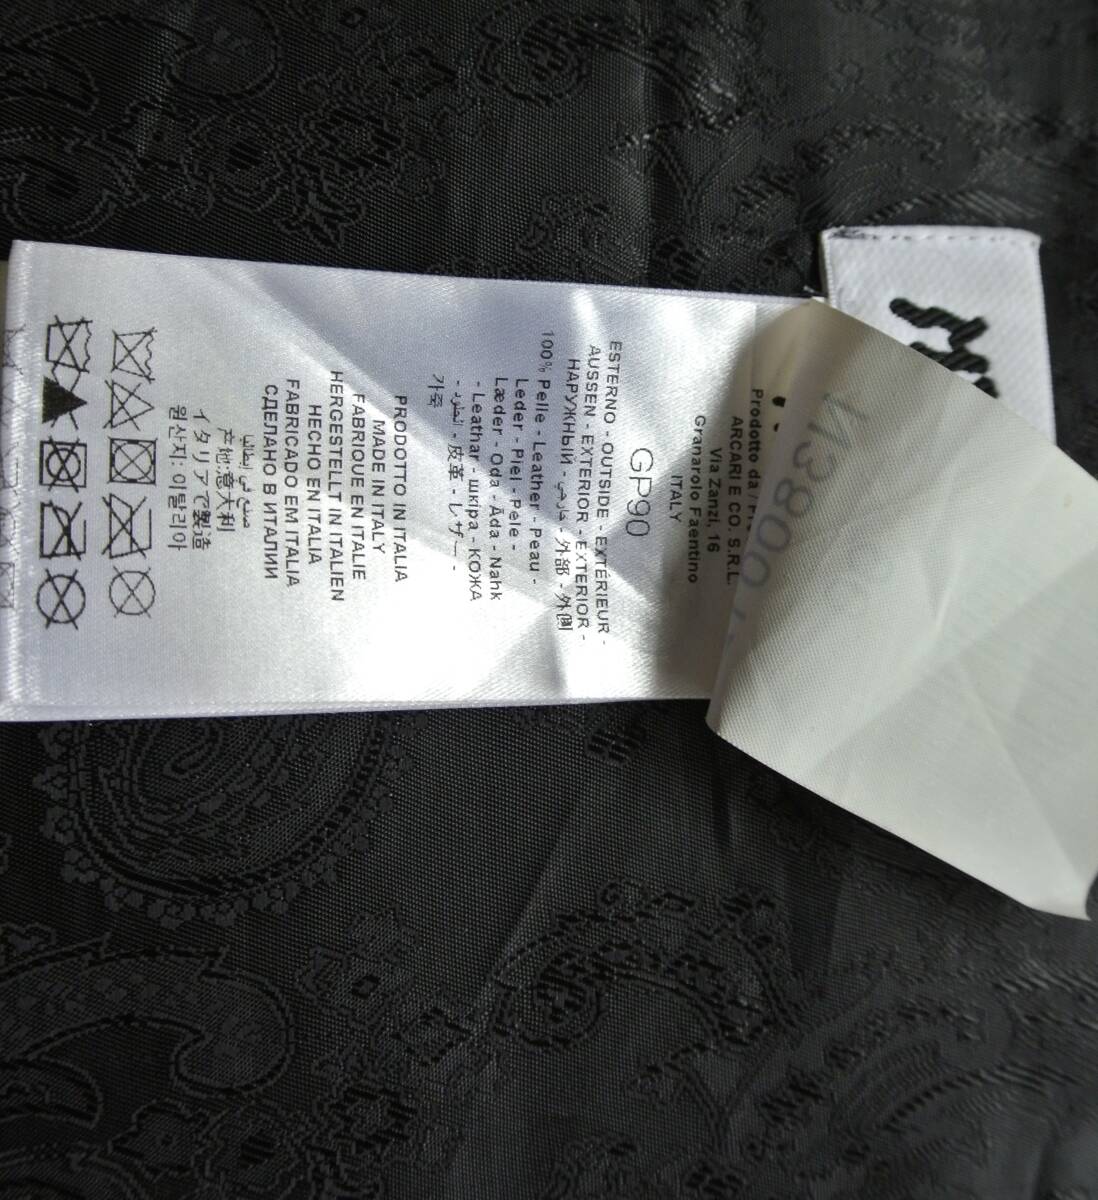 Prodotto da /
ARCARI E CO. S.R.L.
Via Zanzi, 16
Granarolo Faentino
ITALY
GP90
ESTERNO - OUTSIDE - EXTÉRIEUR -
AUSSEN - EXTERIOR - EXTERIOR -
НАРУЖНЫЙ - خارجي - 外部 - 外側
100% Pelle - Leather - Peau -
Leder - Piel - Pele -
Læder - Oda - Äda - Nahk
- Leathar - шкіра - КОЖА
- الجلود - 皮革 - レザー -
가죽
PRODOTTO IN ITALIA
MADE IN ITALY
FABRIQUE EN ITALIE
HERGESTELLT IN ITALIEN
HECHO EN ITALIA
FABRICADO EM ITALIA
СДЕЛАНО В ИТАЛИИ
صنع في إيطاليا
产地:意大利
イタリアで製造
원산지: 이탈리아